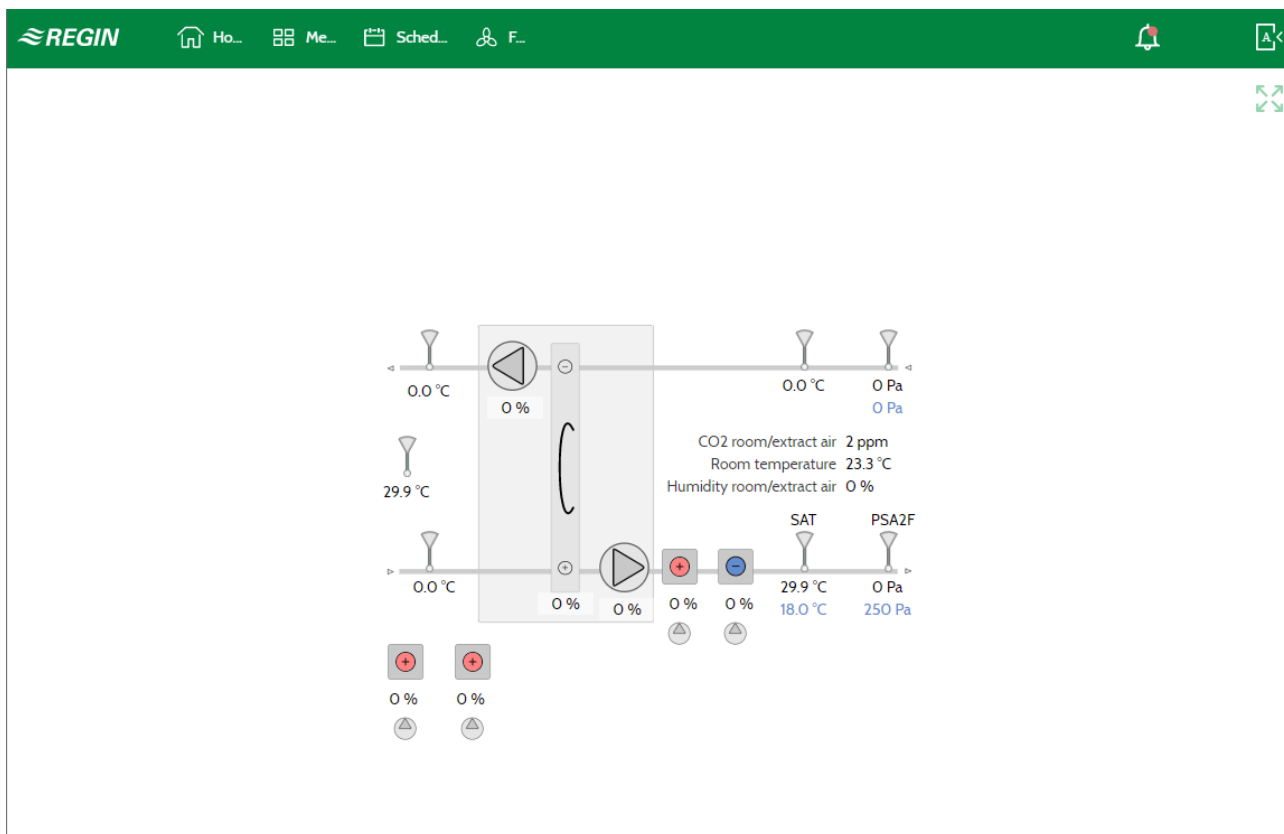 REGIN Ho... Me... Sched... F... A
0.0 °C 0 % 0.0 °C 0 Pa
0 Pa
CO2 room/extract air 2 ppm
Room temperature 23.3 °C
Humidity room/extract air 0 %
29.9 °C
SAT PSA2F
0.0 °C 0 % 0 % 0 % 0 % 29.9 °C 0 Pa
18.0 °C 250 Pa
0 % 0 %